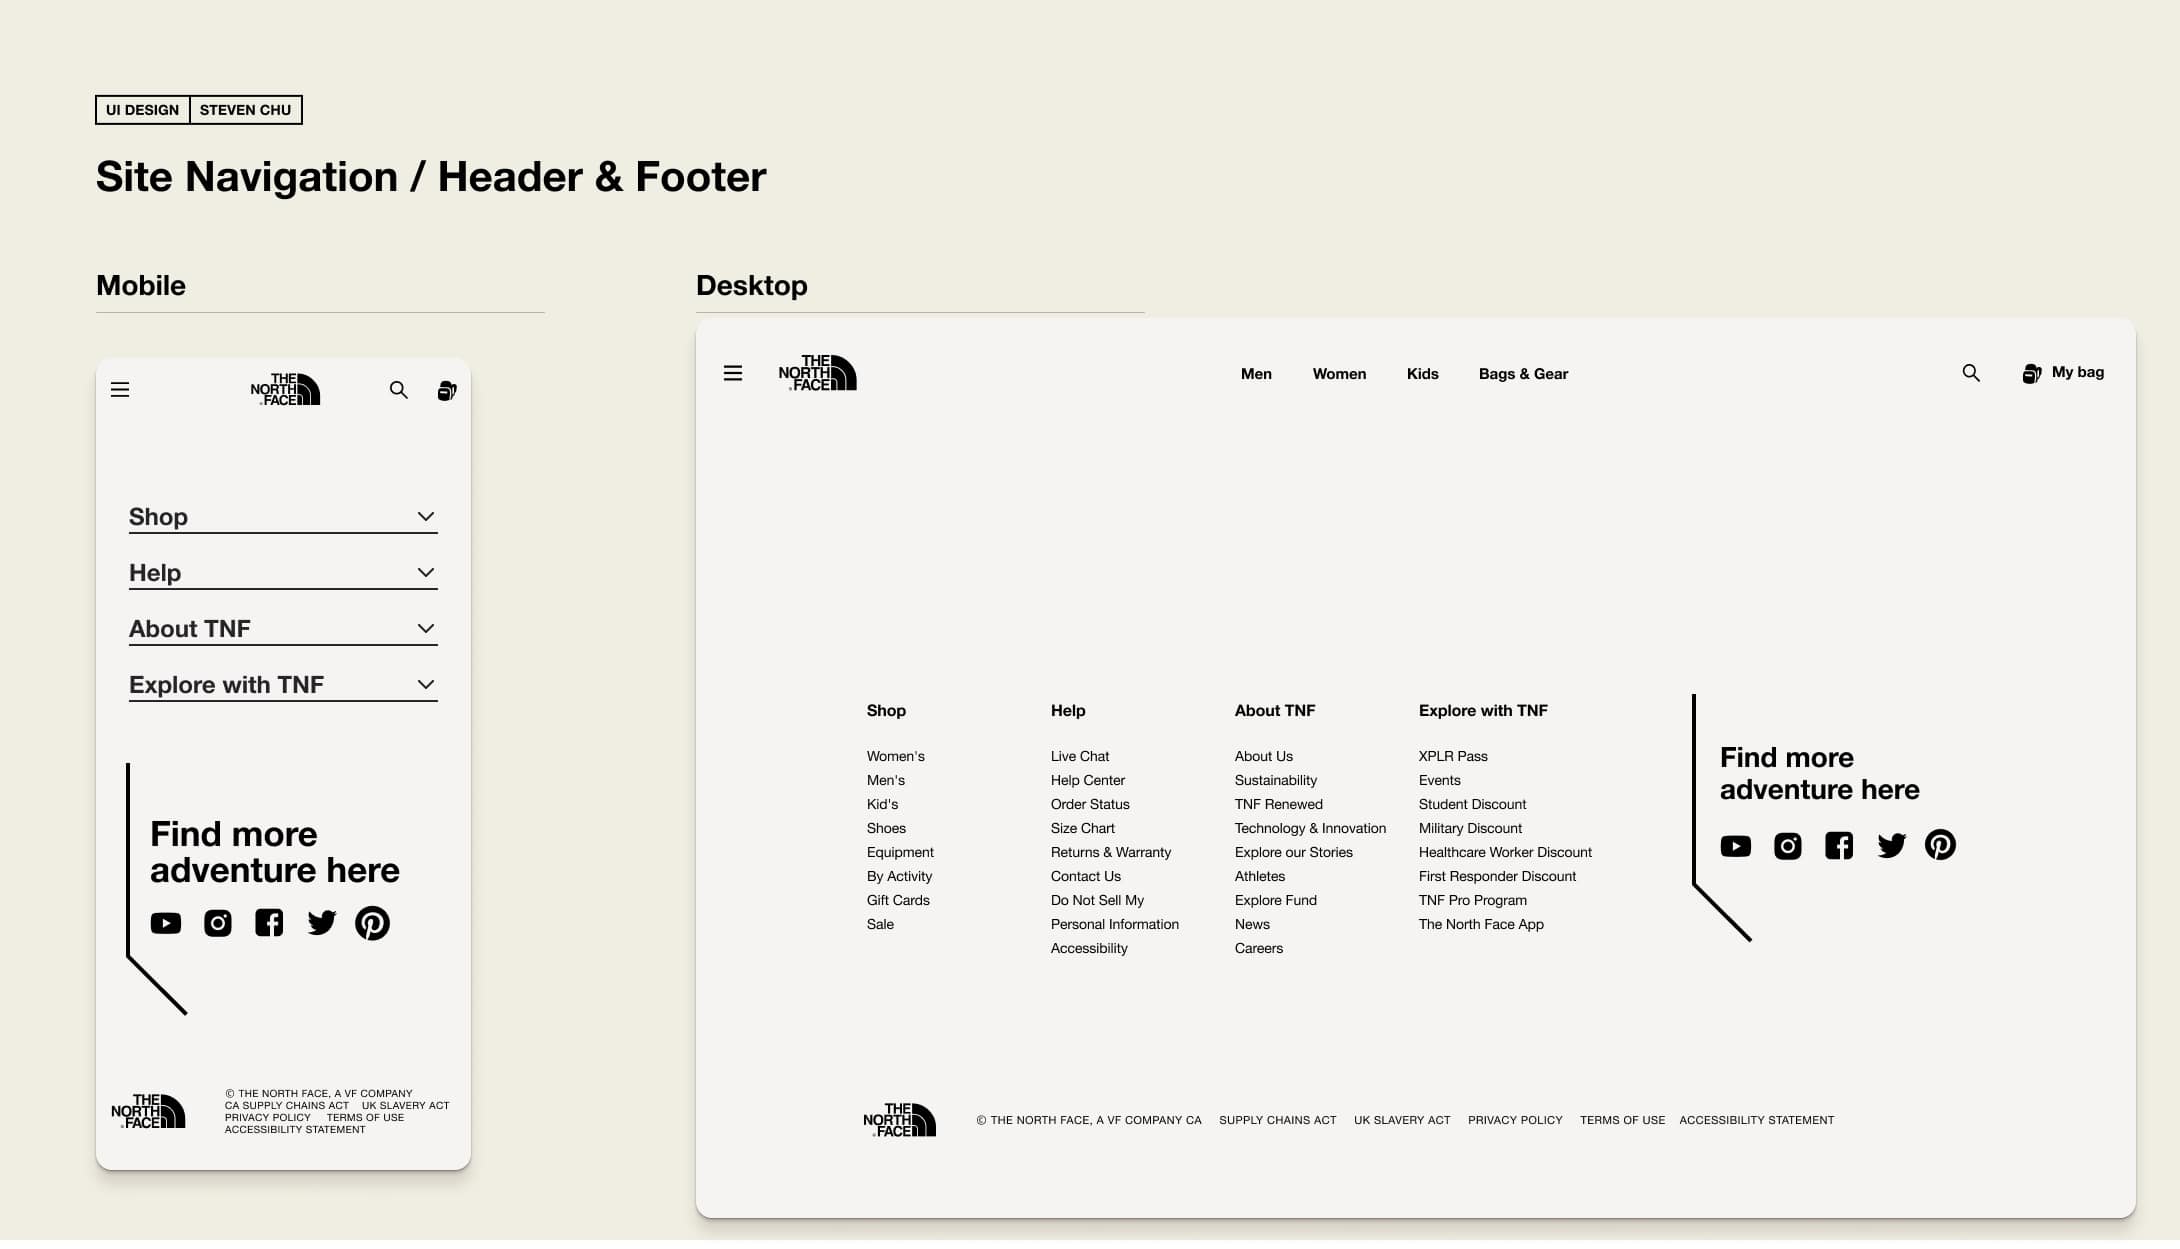 UI DESIGN STEVEN CHU
Site Navigation / Header & Footer
Mobile
THE
NORTH
FACE
Shop
Help
About TNF
Explore with TNF
Find more
adventure here
THE
NORTH
FACE
© THE NORTH FACE, A VF COMPANY
CA SUPPLY CHAINS ACT UK SLAVERY ACT
PRIVACY POLICY TERMS OF USE
ACCESSIBILITY STATEMENT
Desktop
THE
NORTH
FACE
Men Women Kids Bags & Gear
My bag
Shop
Women's
Men's
Kid's
Shoes
Equipment
By Activity
Gift Cards
Sale
Help
Live Chat
Help Center
Order Status
Size Chart
Returns & Warranty
Contact Us
Do Not Sell My
Personal Information
Accessibility
About TNF
About Us
Sustainability
TNF Renewed
Technology & Innovation
Explore our Stories
Athletes
Explore Fund
News
Careers
Explore with TNF
XPLR Pass
Events
Student Discount
Military Discount
Healthcare Worker Discount
First Responder Discount
TNF Pro Program
The North Face App
Find more
adventure here
THE
NORTH
FACE
© THE NORTH FACE, A VF COMPANY CA SUPPLY CHAINS ACT UK SLAVERY ACT PRIVACY POLICY TERMS OF USE ACCESSIBILITY STATEMENT